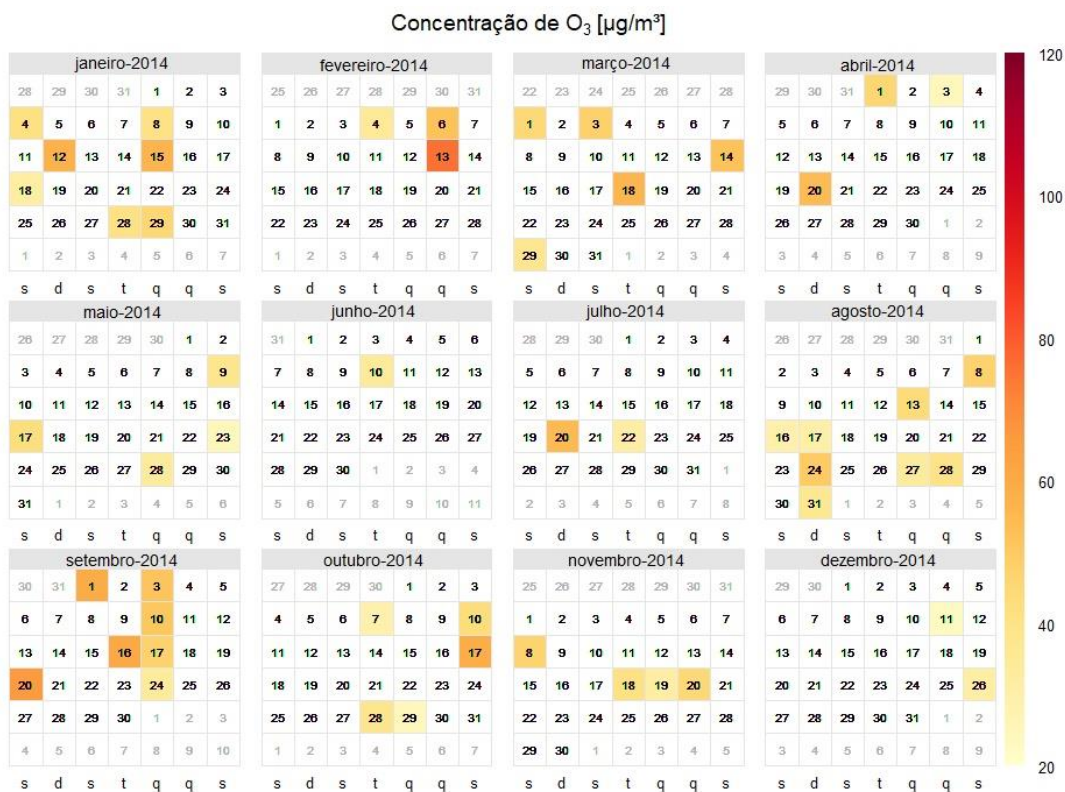 Concentração de O₃ [µg/m³]
janeiro-2014 fevereiro-2014 março-2014 abril-2014
28 29 30 31 1 2 3 25 26 27 28 29 30 31 22 23 24 25 26 27 28 29 30 31 1 2 3 4
4 5 6 7 8 9 10 1 2 3 4 5 6 7 1 2 3 4 5 6 7 5 6 7 8 9 10 11
11 12 13 14 15 16 17 8 9 10 11 12 13 14 8 9 10 11 12 13 14 12 13 14 15 16 17 18
18 19 20 21 22 23 24 15 16 17 18 19 20 21 15 16 17 18 19 20 21 19 20 21 22 23 24 25
25 26 27 28 29 30 31 22 23 24 25 26 27 28 22 23 24 25 26 27 28 26 27 28 29 30 1 2
1 2 3 4 5 6 7 1 2 3 4 5 6 7 29 30 31 1 2 3 4 3 4 5 6 7 8 9
s d s t q q s s d s t q q s s d s t q q s s d s t q q s
maio-2014 junho-2014 julho-2014 agosto-2014
26 27 28 29 30 1 2 31 1 2 3 4 5 6 28 29 30 1 2 3 4 26 27 28 29 30 31 1
3 4 5 6 7 8 9 7 8 9 10 11 12 13 5 6 7 8 9 10 11 2 3 4 5 6 7 8
10 11 12 13 14 15 16 14 15 16 17 18 19 20 12 13 14 15 16 17 18 9 10 11 12 13 14 15
17 18 19 20 21 22 23 21 22 23 24 25 26 27 19 20 21 22 23 24 25 16 17 18 19 20 21 22
24 25 26 27 28 29 30 28 29 30 1 2 3 4 26 27 28 29 30 31 1 23 24 25 26 27 28 29
31 1 2 3 4 5 6 5 6 7 8 9 10 11 2 3 4 5 6 7 8 30 31 1 2 3 4 5
s d s t q q s s d s t q q s s d s t q q s s d s t q q s
setembro-2014 outubro-2014 novembro-2014 dezembro-2014
30 31 1 2 3 4 5 27 28 29 30 1 2 3 25 26 27 28 29 30 31 29 30 1 2 3 4 5
6 7 8 9 10 11 12 4 5 6 7 8 9 10 1 2 3 4 5 6 7 6 7 8 9 10 11 12
13 14 15 16 17 18 19 11 12 13 14 15 16 17 8 9 10 11 12 13 14 13 14 15 16 17 18 19
20 21 22 23 24 25 26 18 19 20 21 22 23 24 15 16 17 18 19 20 21 20 21 22 23 24 25 26
27 28 29 30 1 2 3 25 26 27 28 29 30 31 22 23 24 25 26 27 28 27 28 29 30 31 1 2
4 5 6 7 8 9 10 1 2 3 4 5 6 7 29 30 1 2 3 4 5 3 4 5 6 7 8 9
s d s t q q s s d s t q q s s d s t q q s s d s t q q s
120
100
80
60
40
20